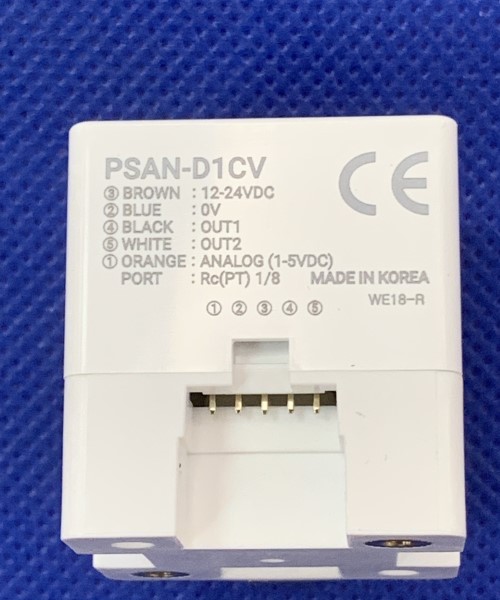 PSAN-D1CV
③ BROWN : 12-24VDC
② BLUE : 0V
④ BLACK : OUT1
⑤ WHITE : OUT2
① ORANGE : ANALOG (1-5VDC)
PORT : Rc(PT) 1/8
CE
MADE IN KOREA
WE18-R
① ② ③ ④ ⑤